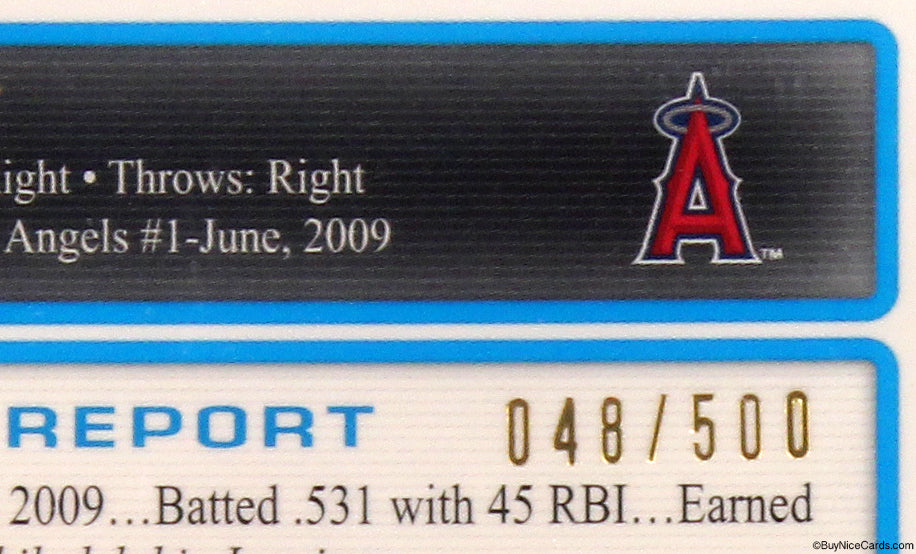 ight • Throws: Right
Angels #1-June, 2009
A
TM
REPORT
048/500
2009…Batted .531 with 45 RBI…Earned
©BuyNiceCards.com